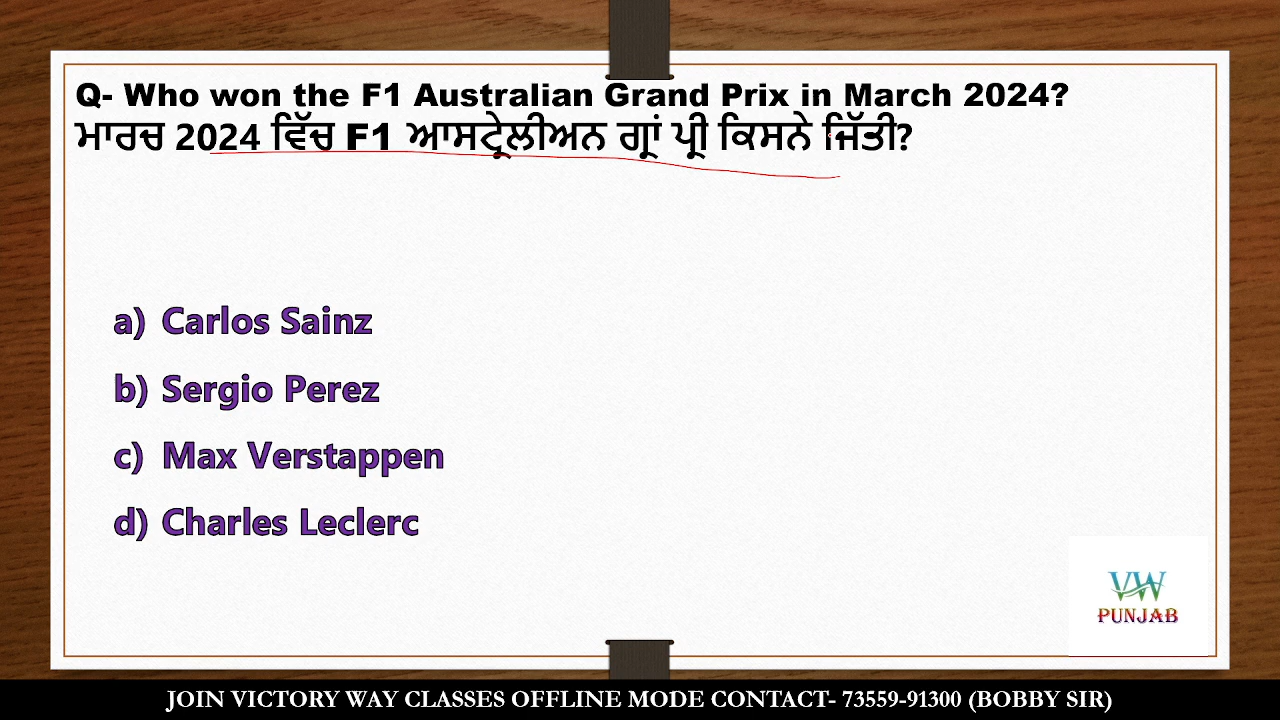 Q- Who won the F1 Australian Grand Prix in March 2024?
ਮਾਰਚ 2024 ਵਿੱਚ F1 ਆਸਟ੍ਰੇਲੀਅਨ ਗ੍ਰਾਂ ਪ੍ਰੀ ਕਿਸਨੇ ਜਿੱਤੀ?
a) Carlos Sainz
b) Sergio Perez
c) Max Verstappen
d) Charles Leclerc
VW
PUNJAB
JOIN VICTORY WAY CLASSES OFFLINE MODE CONTACT- 73559-91300 (BOBBY SIR)